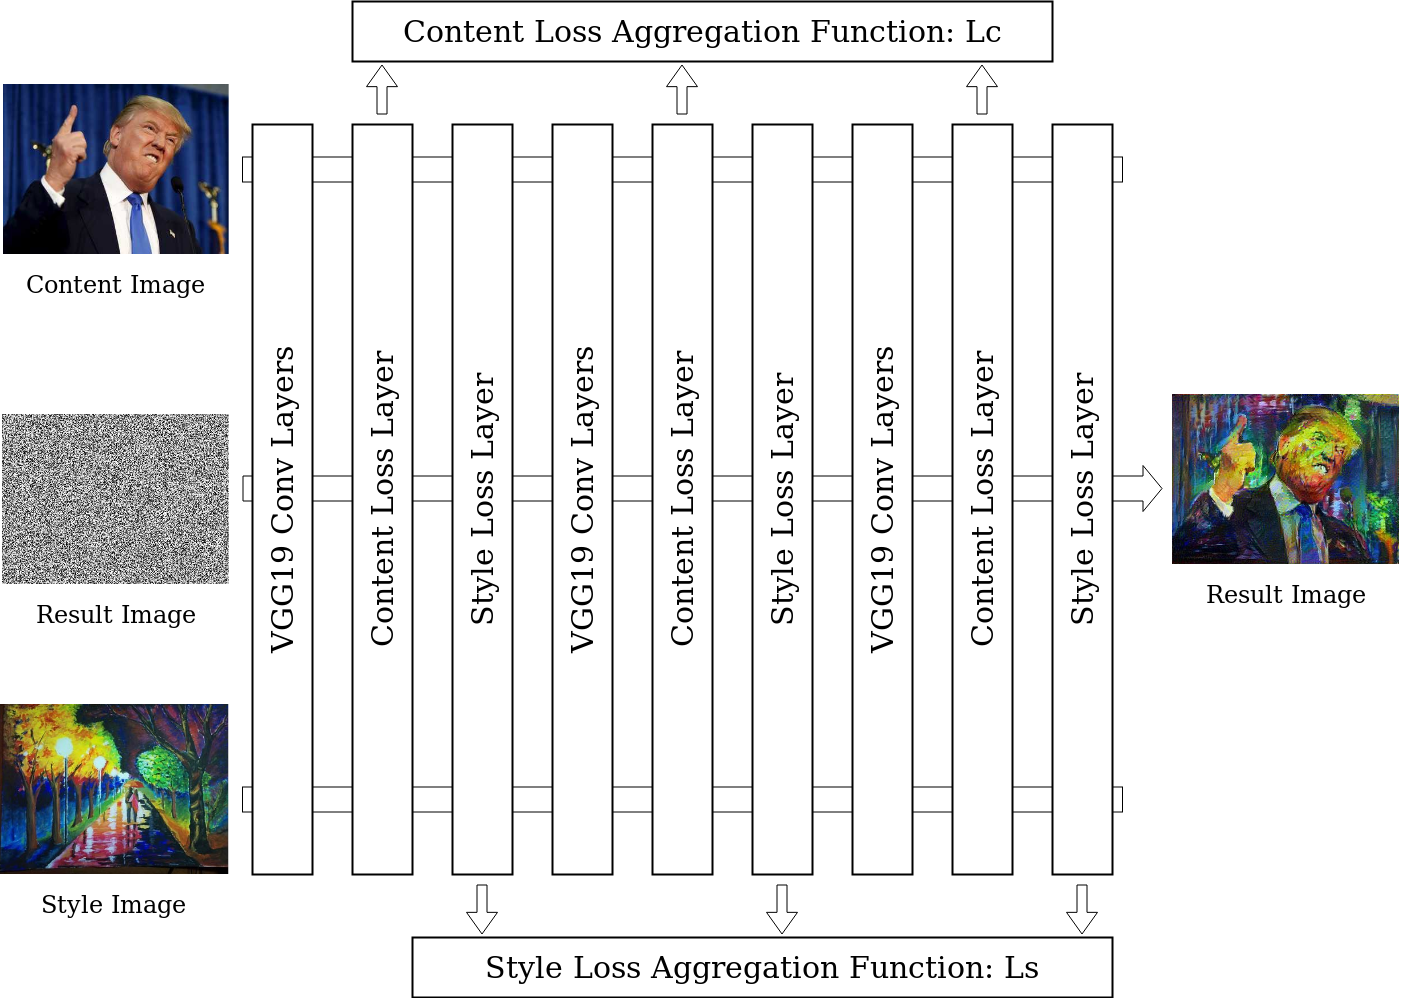 Content Loss Aggregation Function: Lc
Content Image
Result Image
Style Image
VGG19 Conv Layers
Content Loss Layer
Style Loss Layer
VGG19 Conv Layers
Content Loss Layer
Style Loss Layer
VGG19 Conv Layers
Content Loss Layer
Style Loss Layer
Result Image
Style Loss Aggregation Function: Ls